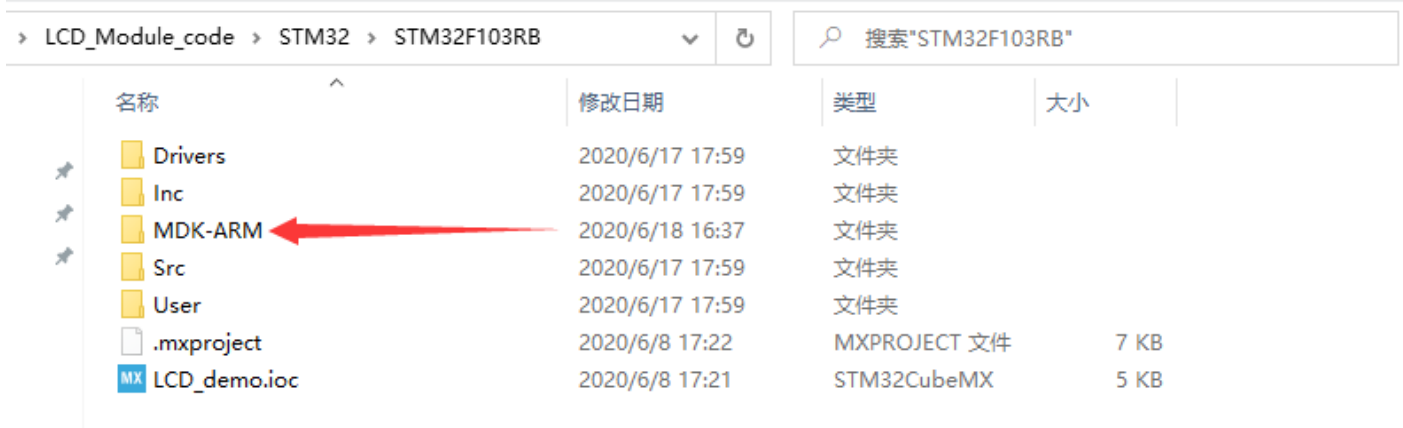 › LCD_Module_code › STM32 › STM32F103RB 搜索"STM32F103RB"
名称 修改日期 类型 大小
Drivers 2020/6/17 17:59 文件夹
Inc 2020/6/17 17:59 文件夹
MDK-ARM 2020/6/18 16:37 文件夹
Src 2020/6/17 17:59 文件夹
User 2020/6/17 17:59 文件夹
.mxproject 2020/6/8 17:22 MXPROJECT 文件 7 KB
MX LCD_demo.ioc 2020/6/8 17:21 STM32CubeMX 5 KB